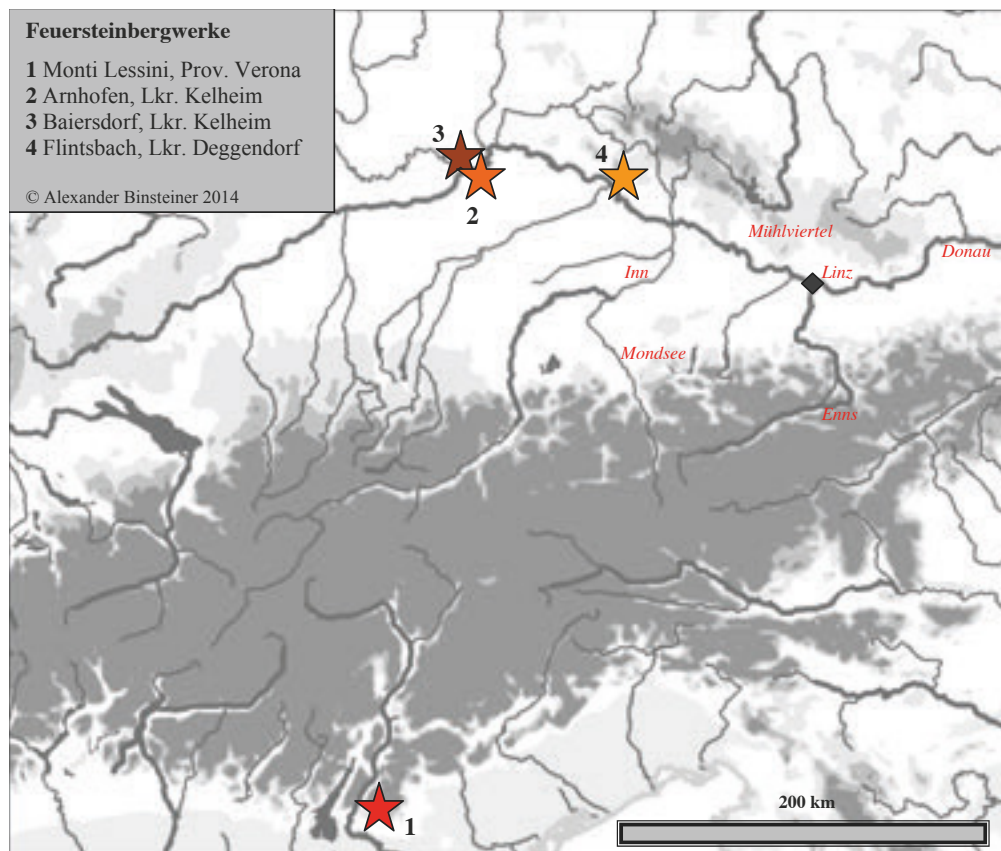 Feuersteinbergwerke
1 Monti Lessini, Prov. Verona
2 Arnhofen, Lkr. Kelheim
3 Baiersdorf, Lkr. Kelheim
4 Flintsbach, Lkr. Deggendorf
© Alexander Binsteiner 2014
3
4
2
Mühlviertel
Donau
Inn
Linz
Mondsee
Enns
200 km
1